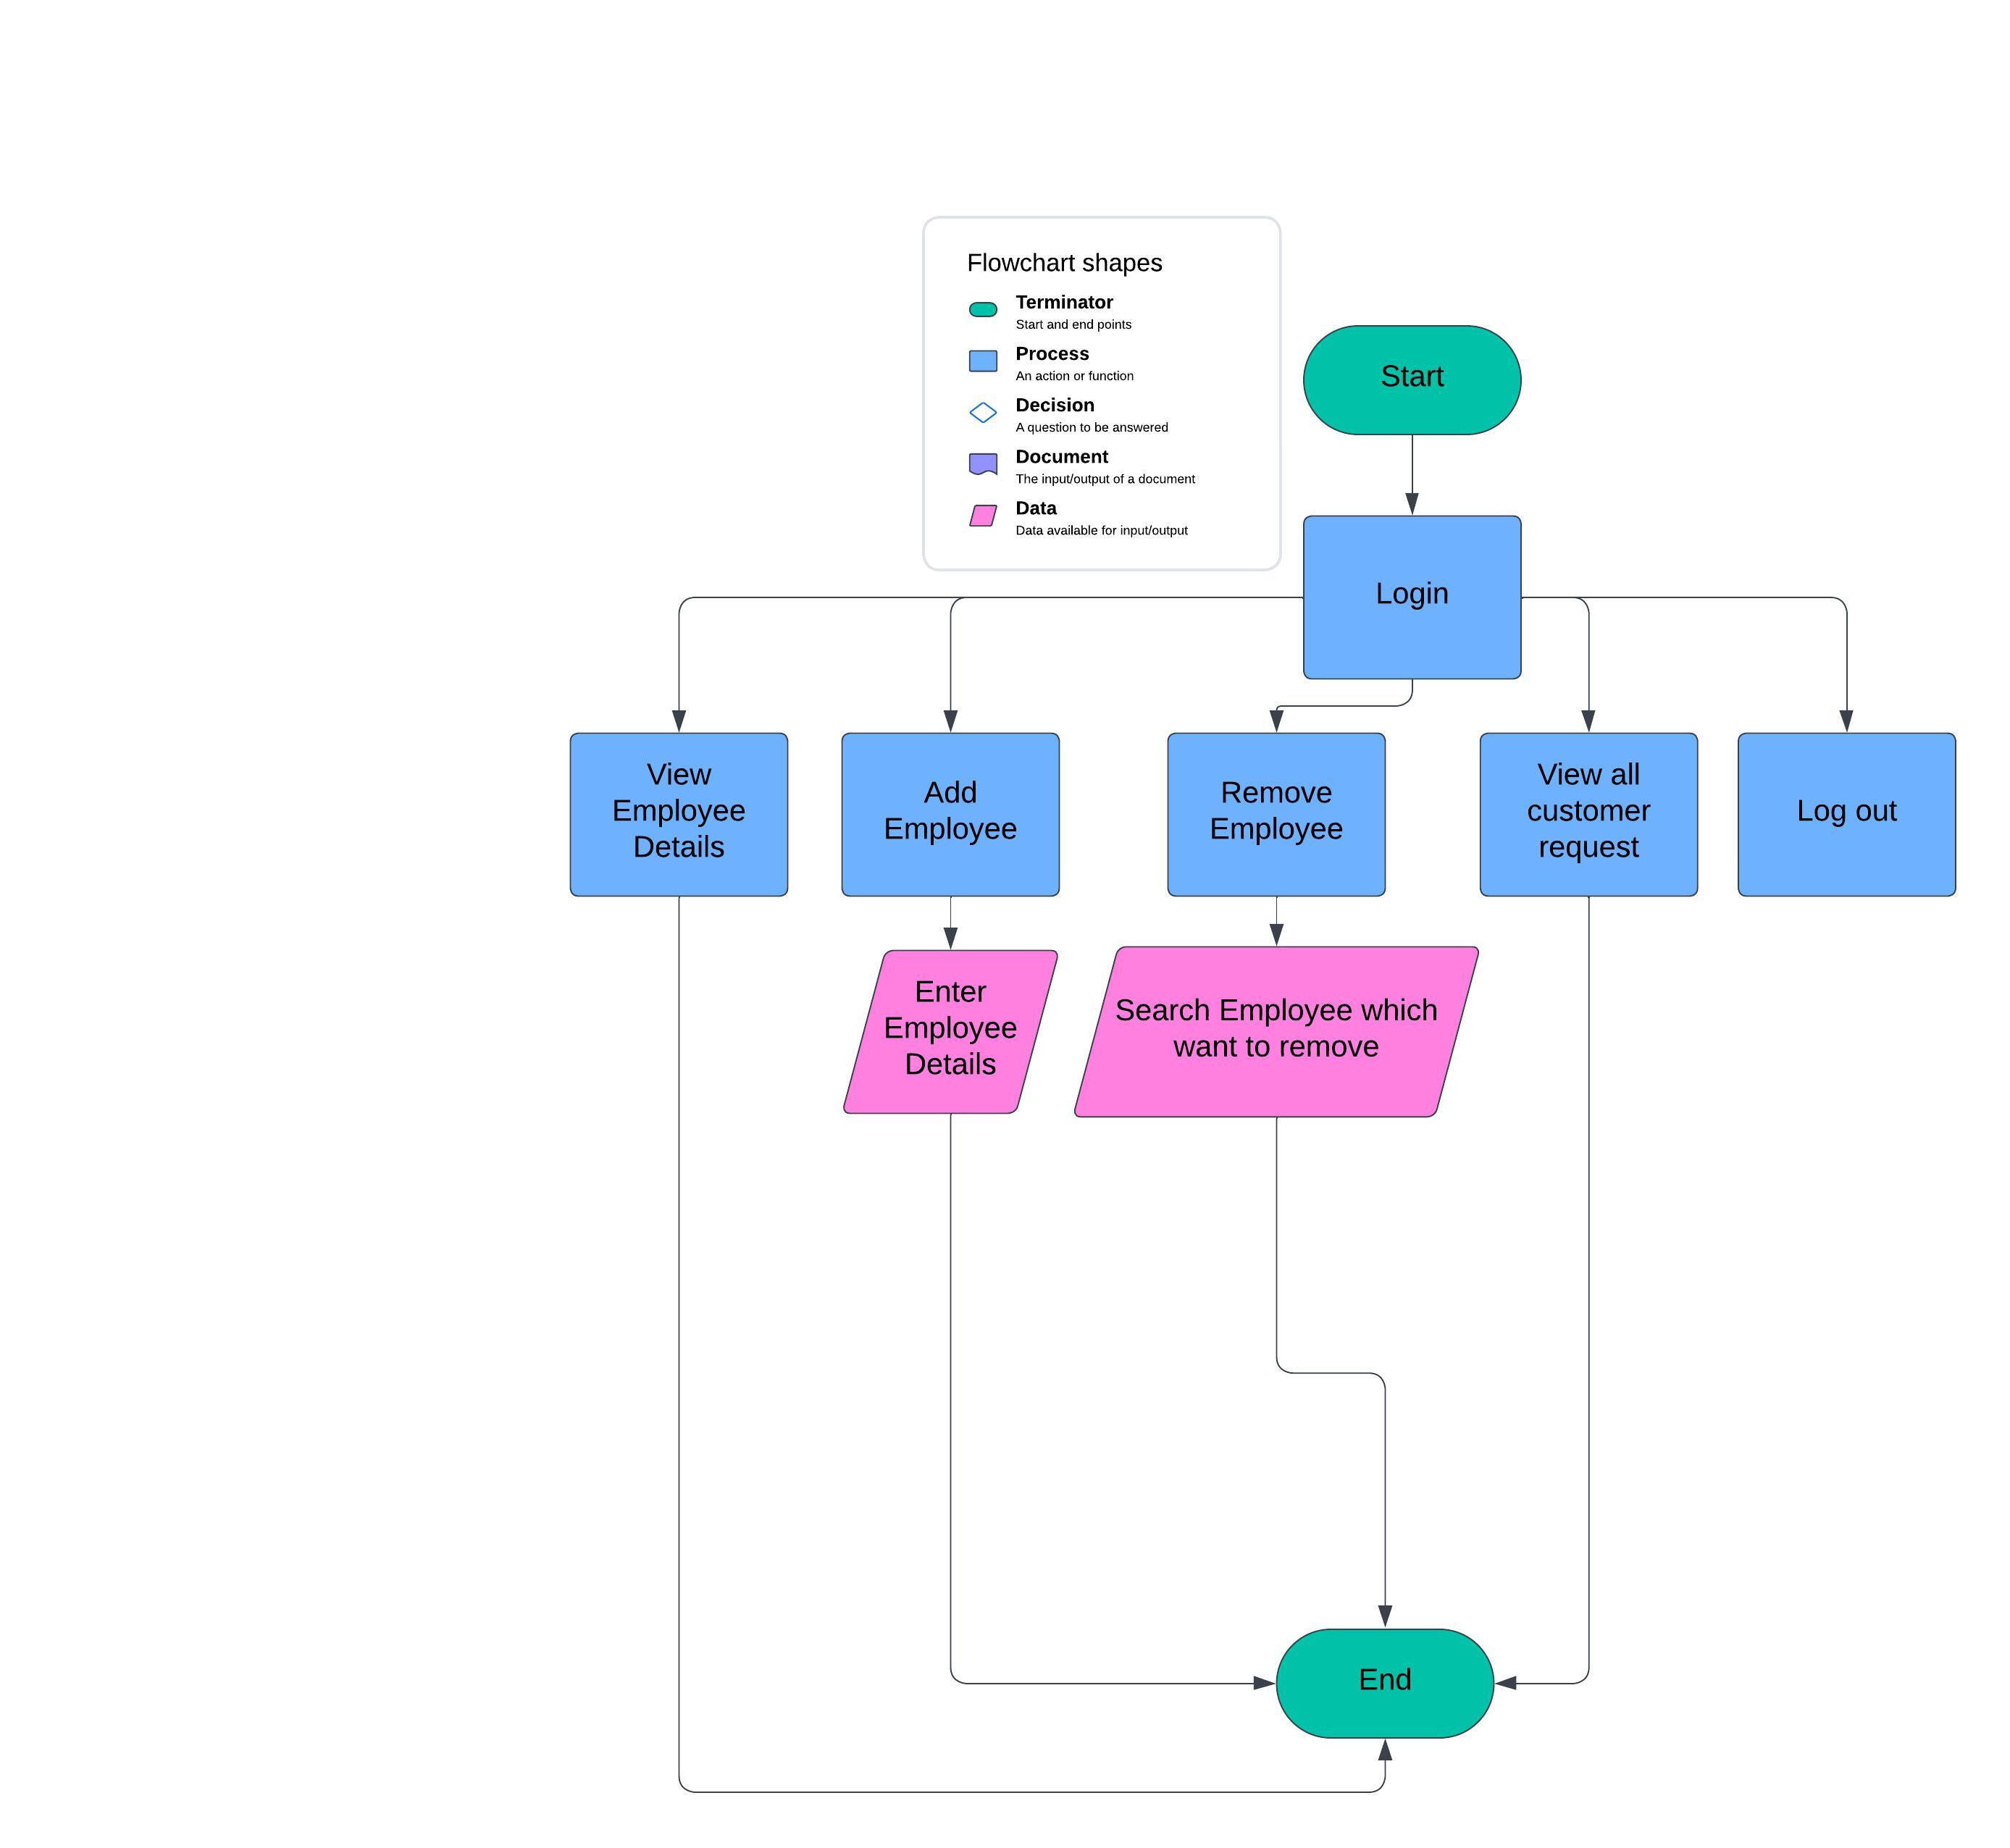 Flowchart shapes
Terminator
Start and end points
Process
An action or function
Decision
A question to be answered
Document
The input/output of a document
Data
Data available for input/output
Start
Login
View
Employee
Details
Add
Employee
Remove
Employee
View all
customer
request
Log out
Enter
Employee
Details
Search Employee which
want to remove
End